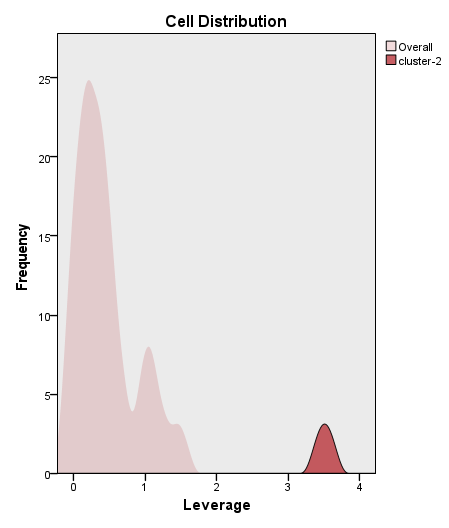 Cell Distribution
Overall
cluster-2
25
20
15
10
5
0
Frequency
0 1 2 3 4
Leverage